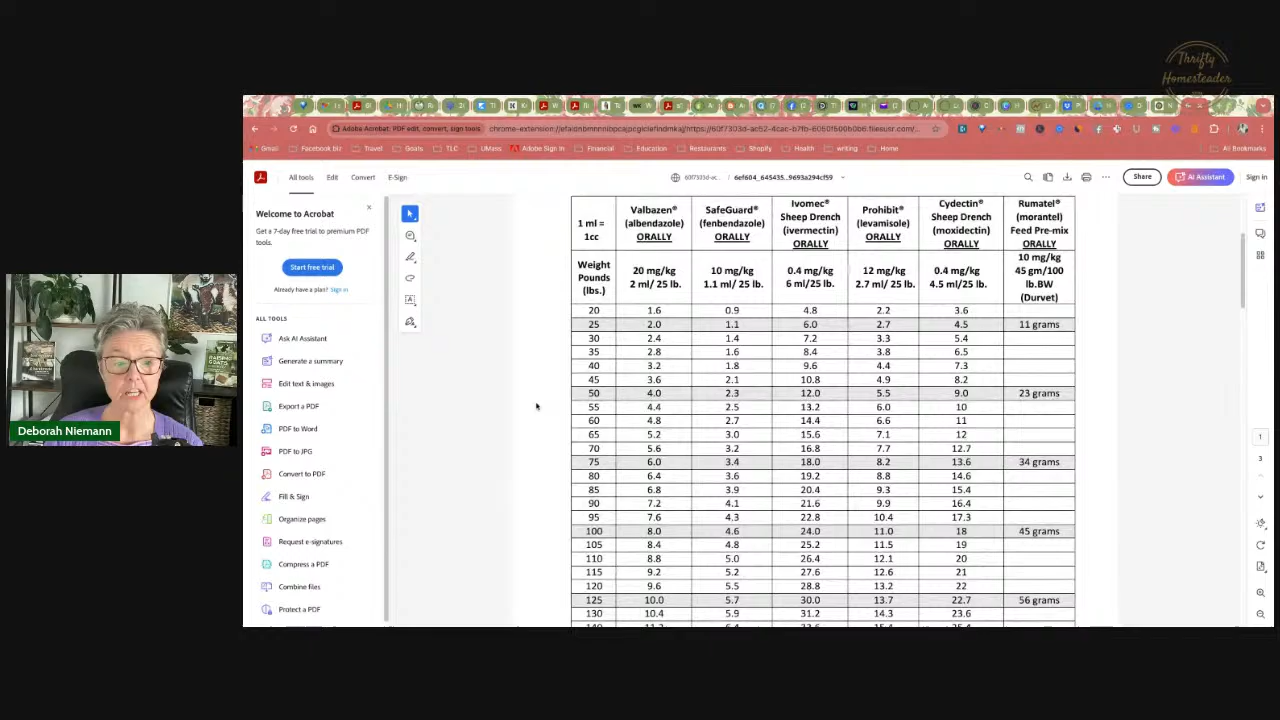 Thrifty
Homesteader
Adobe Acrobat: PDF edit, convert, sign tools
Gmail Facebook biz Travel Goals TLC UMass Adobe Sign In Financial Education Restaurants Shopify Health writing Home All Bookmarks
All tools Edit Convert E-Sign
6ef604_645435...9693a294cf59
Share AI Assistant Sign in
Welcome to Acrobat
Get a 7-day free trial to premium PDF
tools.
Start free trial
Already have a plan? Sign in
ALL TOOLS
Ask AI Assistant
Generate a summary
Edit text & images
Export a PDF
PDF to Word
PDF to JPG
Convert to PDF
Fill & Sign
Organize pages
Request e-signatures
Compress a PDF
Combine files
Protect a PDF
1 ml =
1cc
Valbazen®
(albendazole)
ORALLY
SafeGuard®
(fenbendazole)
ORALLY
Ivomec®
Sheep Drench
(ivermectin)
ORALLY
Prohibit®
(levamisole)
ORALLY
Cydectin®
Sheep Drench
(moxidectin)
ORALLY
Rumatel®
(morantel)
Feed Pre-mix
ORALLY
Weight
Pounds
(lbs.)
20 mg/kg
2 ml/ 25 lb.
10 mg/kg
1.1 ml/ 25 lb.
0.4 mg/kg
6 ml/25 lb.
12 mg/kg
2.7 ml/ 25 lb.
0.4 mg/kg
4.5 ml/25 lb.
10 mg/kg
45 gm/100
lb.BW
(Durvet)
20 1.6 0.9 4.8 2.2 3.6
25 2.0 1.1 6.0 2.7 4.5 11 grams
30 2.4 1.4 7.2 3.3 5.4
35 2.8 1.6 8.4 3.8 6.5
40 3.2 1.8 9.6 4.4 7.3
45 3.6 2.1 10.8 4.9 8.2
50 4.0 2.3 12.0 5.5 9.0 23 grams
55 4.4 2.5 13.2 6.0 10
60 4.8 2.7 14.4 6.6 11
65 5.2 3.0 15.6 7.1 12
70 5.6 3.2 16.8 7.7 12.7
75 6.0 3.4 18.0 8.2 13.6 34 grams
80 6.4 3.6 19.2 8.8 14.6
85 6.8 3.9 20.4 9.3 15.4
90 7.2 4.1 21.6 9.9 16.4
95 7.6 4.3 22.8 10.4 17.3
100 8.0 4.6 24.0 11.0 18 45 grams
105 8.4 4.8 25.2 11.5 19
110 8.8 5.0 26.4 12.1 20
115 9.2 5.2 27.6 12.6 21
120 9.6 5.5 28.8 13.2 22
125 10.0 5.7 30.0 13.7 22.7 56 grams
130 10.4 5.9 31.2 14.3 23.6
1
3
Deborah Niemann